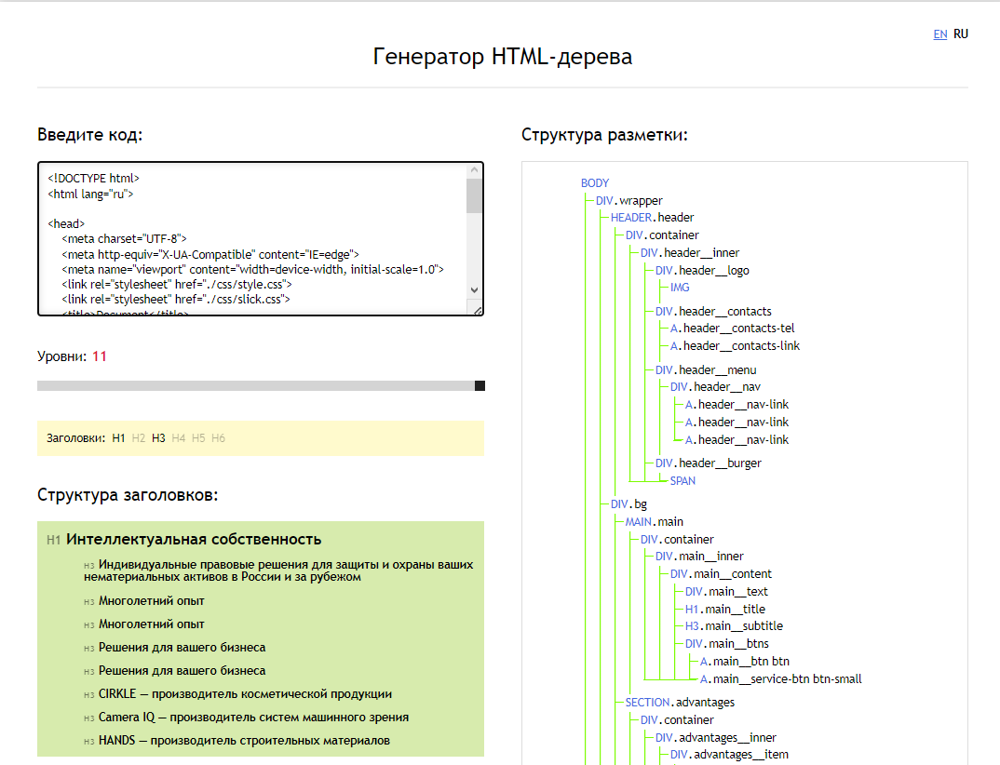 EN RU
Генератор HTML-дерева
Введите код:
<!DOCTYPE html>
<html lang="ru">
<head>
<meta charset="UTF-8">
<meta http-equiv="X-UA-Compatible" content="IE=edge">
<meta name="viewport" content="width=device-width, initial-scale=1.0">
<link rel="stylesheet" href="./css/style.css">
<link rel="stylesheet" href="./css/slick.css">
<title>Document</title>
Уровни: 11
Заголовки: H1 H2 H3 H4 H5 H6
Структура заголовков:
H1 Интеллектуальная собственность
H3 Индивидуальные правовые решения для защиты и охраны ваших
нематериальных активов в России и за рубежом
H3 Многолетний опыт
H3 Многолетний опыт
H3 Решения для вашего бизнеса
H3 Решения для вашего бизнеса
H3 CIRKLE — производитель косметической продукции
H3 Camera IQ — производитель систем машинного зрения
H3 HANDS — производитель строительных материалов
Структура разметки:
BODY
DIV.wrapper
HEADER.header
DIV.container
DIV.header__inner
DIV.header__logo
IMG
DIV.header__contacts
A.header__contacts-tel
A.header__contacts-link
DIV.header__menu
DIV.header__nav
A.header__nav-link
A.header__nav-link
A.header__nav-link
DIV.header__burger
SPAN
DIV.bg
MAIN.main
DIV.container
DIV.main__inner
DIV.main__content
DIV.main__text
H1.main__title
H3.main__subtitle
DIV.main__btns
A.main__btn btn
A.main__service-btn btn-small
SECTION.advantages
DIV.container
DIV.advantages__inner
DIV.advantages__item